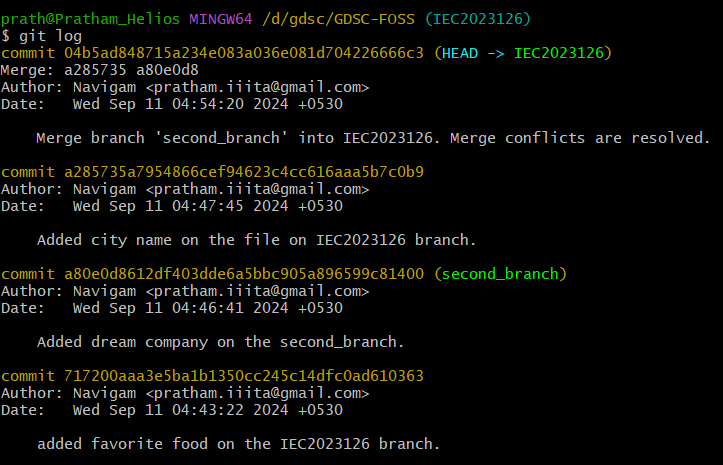 prath@Pratham_Helios MINGW64 /d/gdsc/GDSC-FOSS (IEC2023126)
$ git log
commit 04b5ad848715a234e083a036e081d704226666c3 (HEAD -> IEC2023126)
Merge: a285735 a80e0d8
Author: Navigam <pratham.iiita@gmail.com>
Date:   Wed Sep 11 04:54:20 2024 +0530

    Merge branch 'second_branch' into IEC2023126. Merge conflicts are resolved.

commit a285735a7954866cef94623c4cc616aaa5b7c0b9
Author: Navigam <pratham.iiita@gmail.com>
Date:   Wed Sep 11 04:47:45 2024 +0530

    Added city name on the file on IEC2023126 branch.

commit a80e0d8612df403dde6a5bbc905a896599c81400 (second_branch)
Author: Navigam <pratham.iiita@gmail.com>
Date:   Wed Sep 11 04:46:41 2024 +0530

    Added dream company on the second_branch.

commit 717200aaa3e5ba1b1350cc245c14dfc0ad610363
Author: Navigam <pratham.iiita@gmail.com>
Date:   Wed Sep 11 04:43:22 2024 +0530

    added favorite food on the IEC2023126 branch.